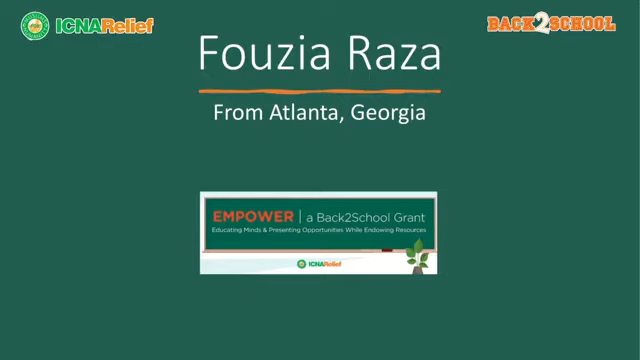 ICNARelief
BACK2SCHOOL
Fouzia Raza
From Atlanta, Georgia
EMPOWER | a Back2School Grant
Educating Minds & Presenting Opportunities While Endowing Resources
ICNARelief